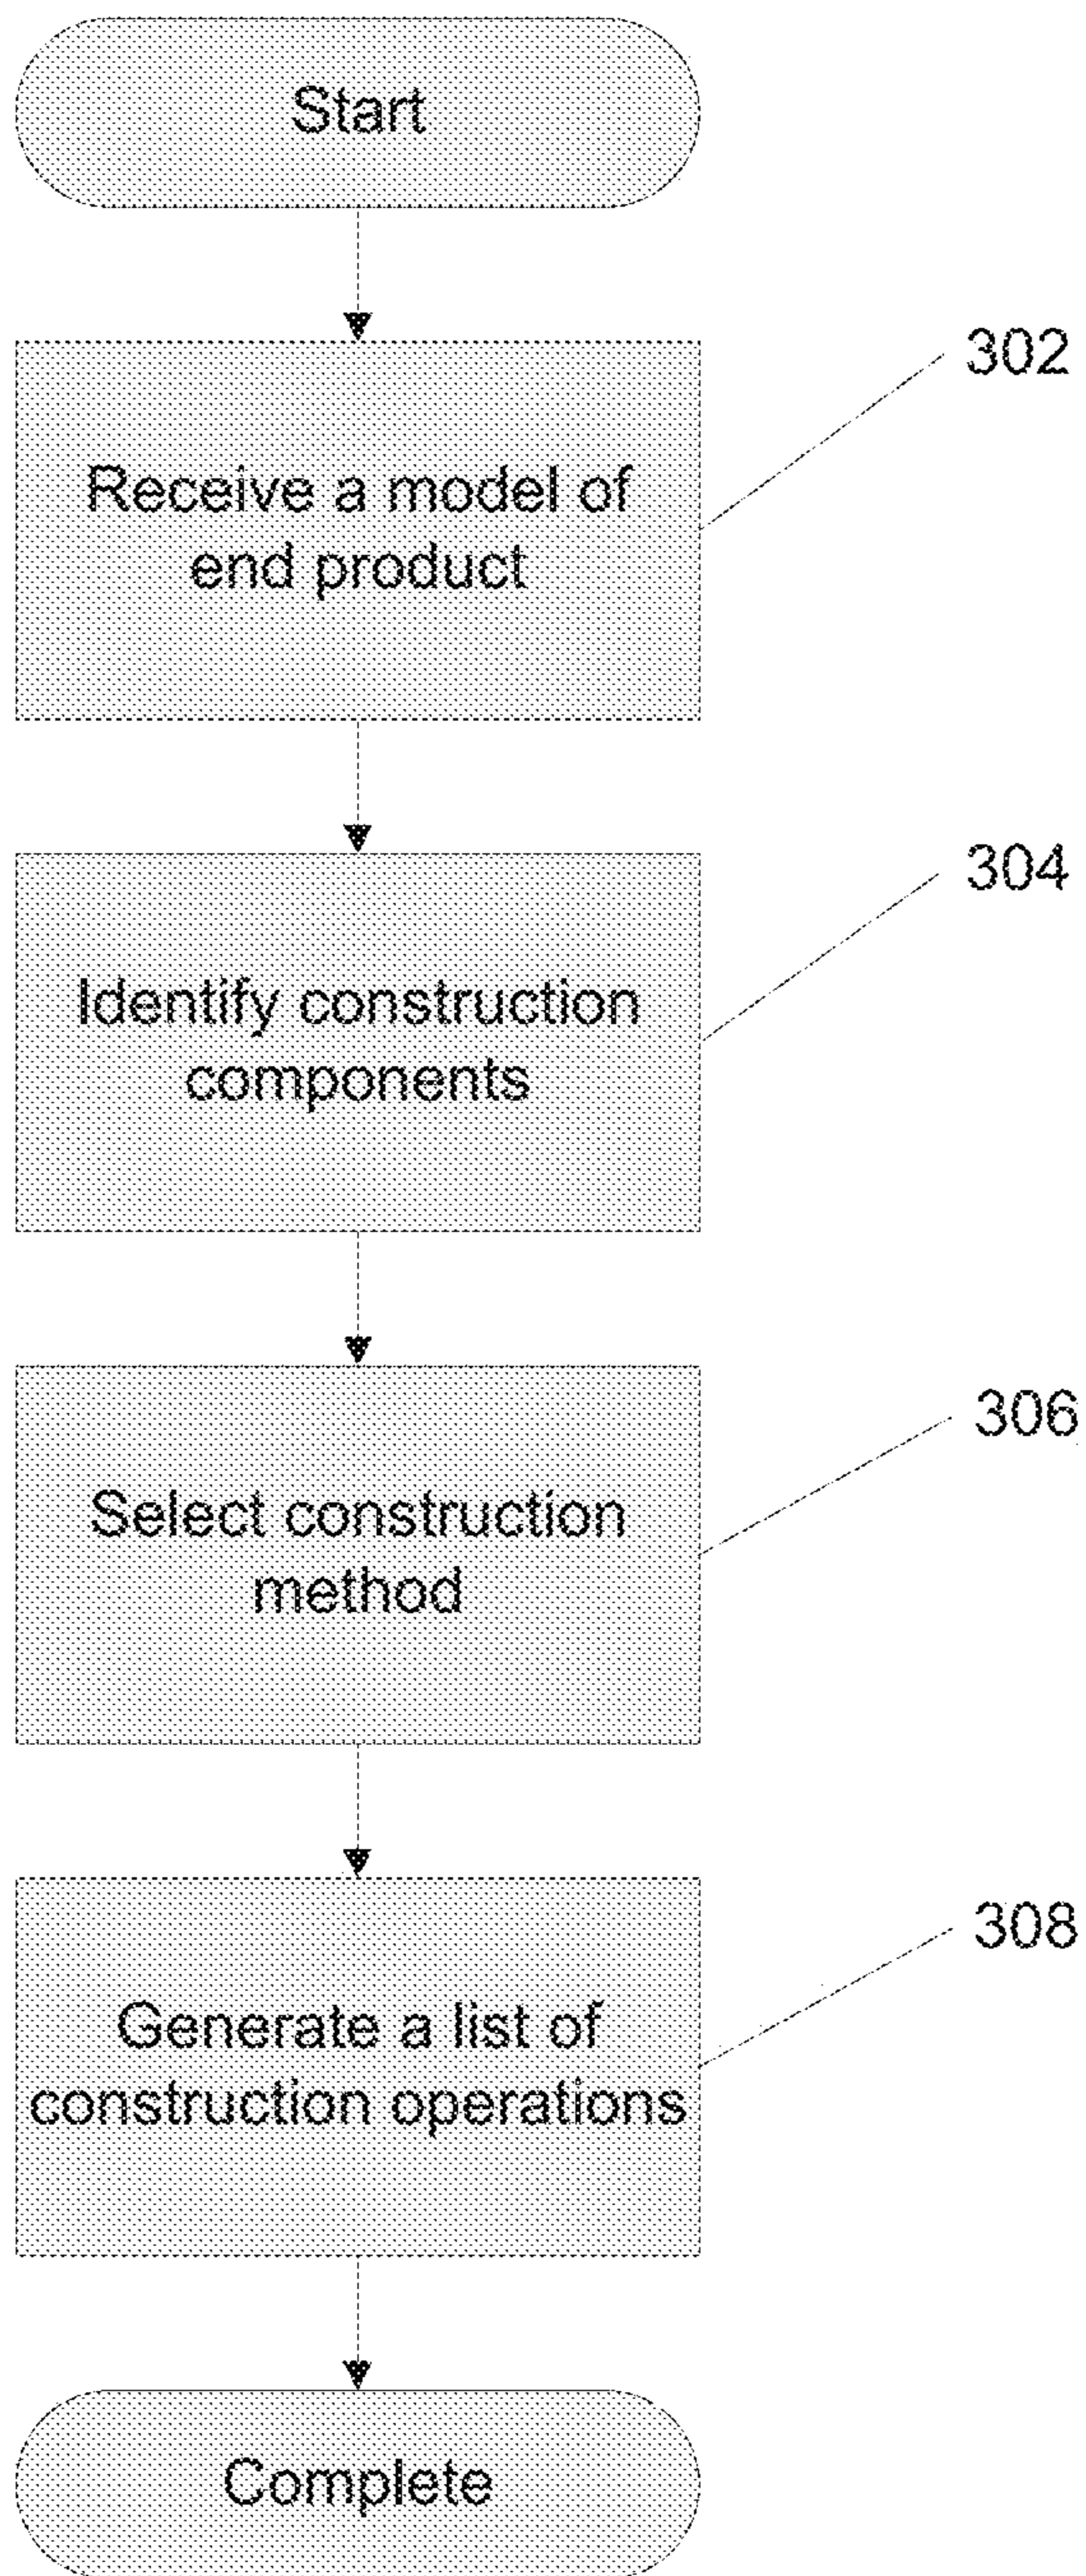 Start
302
Receive a model of
end product
304
Identify construction
components
306
Select construction
method
308
Generate a list of
construction operations
Complete